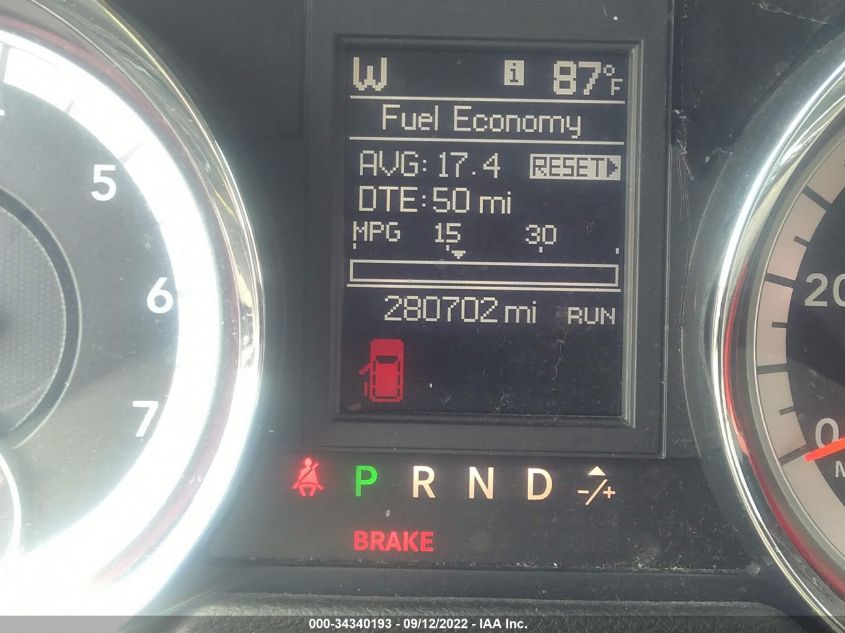 W i 87°F
Fuel Economy
AVG: 17.4 RESET
DTE: 50 mi
MPG 15 30
280702 mi RUN
5
6
7
20
0
P R N D -/+
BRAKE
000-34340193 - 09/12/2022 - IAA Inc.